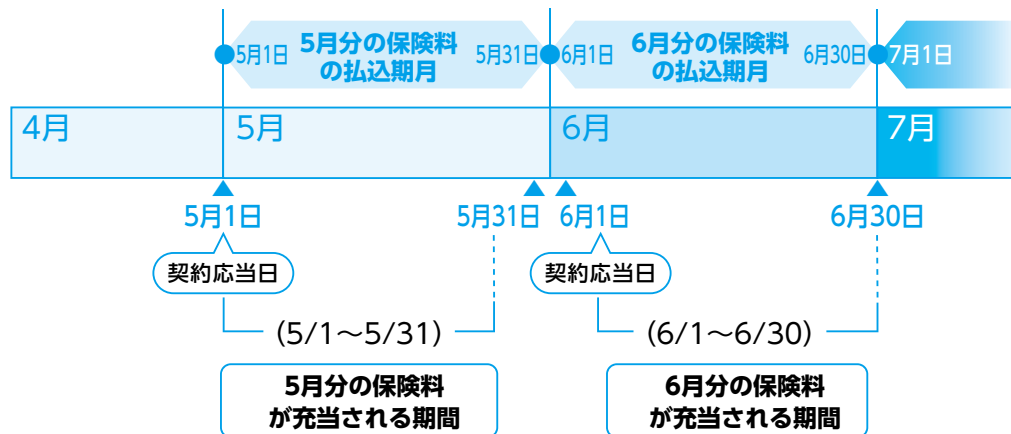 5月1日
5月分の保険料
の払込期月
5月31日
6月1日
6月分の保険料
の払込期月
6月30日
7月1日
4月
5月
6月
7月
5月1日
5月31日
6月1日
6月30日
契約応当日
契約応当日
(5/1～5/31)
(6/1～6/30)
5月分の保険料
が充当される期間
6月分の保険料
が充当される期間